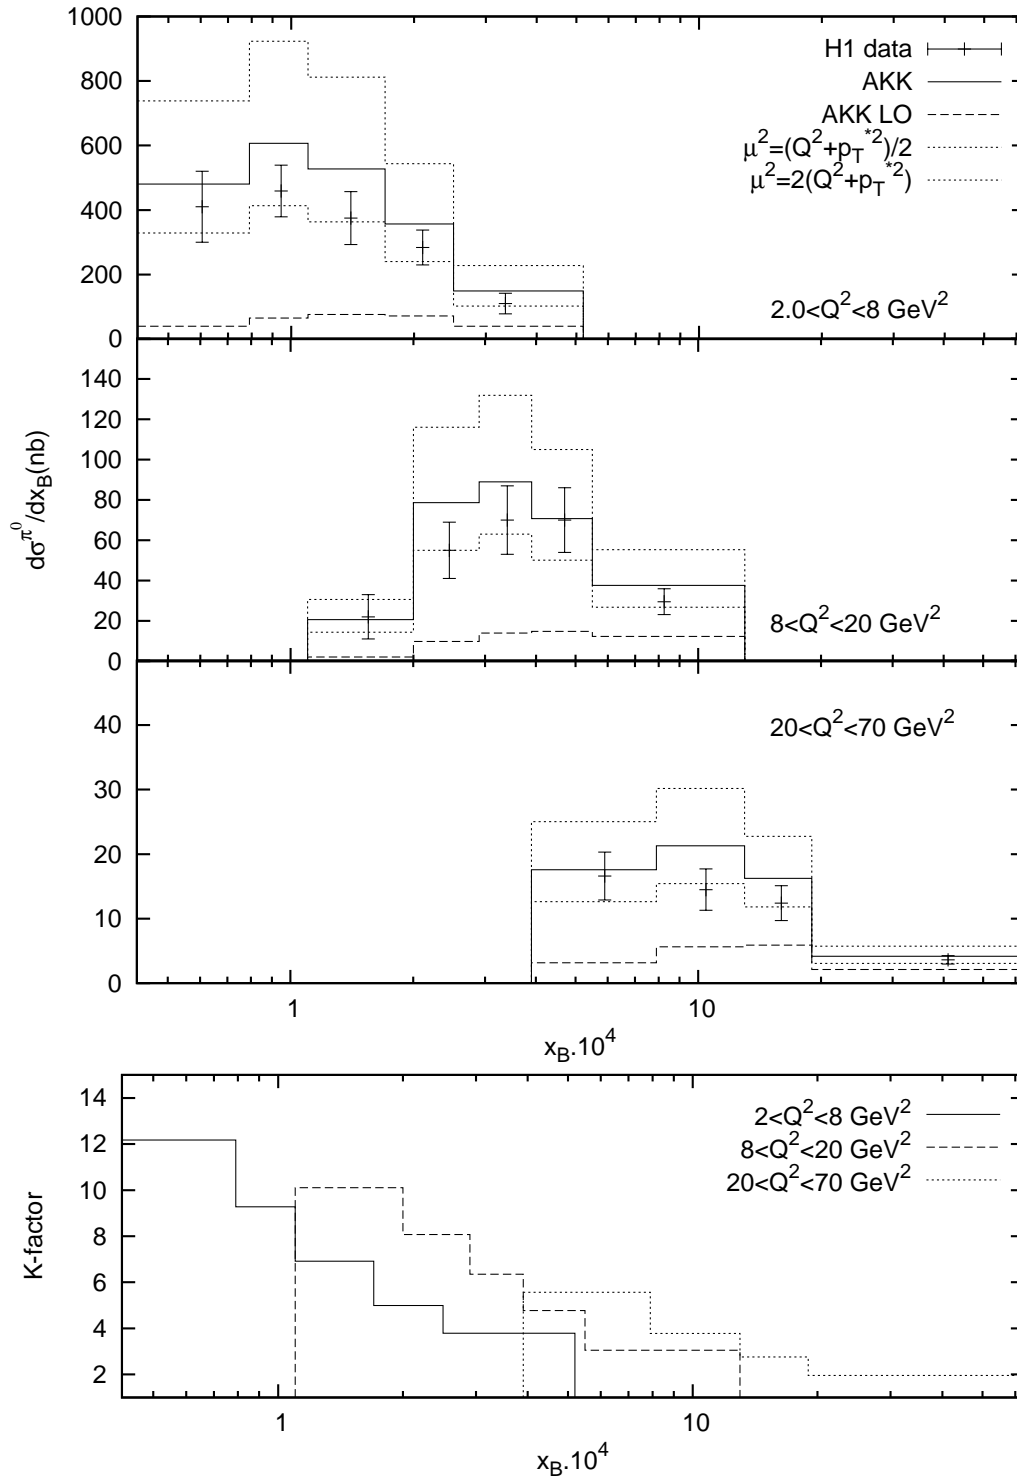 1000
800
600
400
200
0
H1 data
AKK
AKK LO
μ²=(Q²+p_T^{*2})/2
μ²=2(Q²+p_T^{*2})
2.0<Q²<8 GeV²
140
120
100
80
60
40
20
0
dσ^{π⁰}/dx_B(nb)
8<Q²<20 GeV²
40
30
20
10
0
20<Q²<70 GeV²
1
10
x_B.10⁴
14
12
10
8
6
4
2
K-factor
2<Q²<8 GeV²
8<Q²<20 GeV²
20<Q²<70 GeV²
1
10
x_B.10⁴